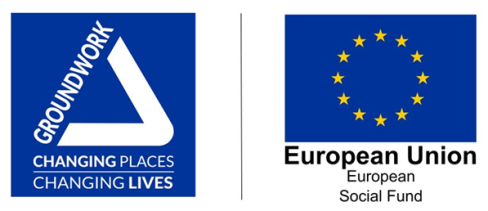 GROUNDWORK
CHANGING PLACES
CHANGING LIVES
European Union
European
Social Fund